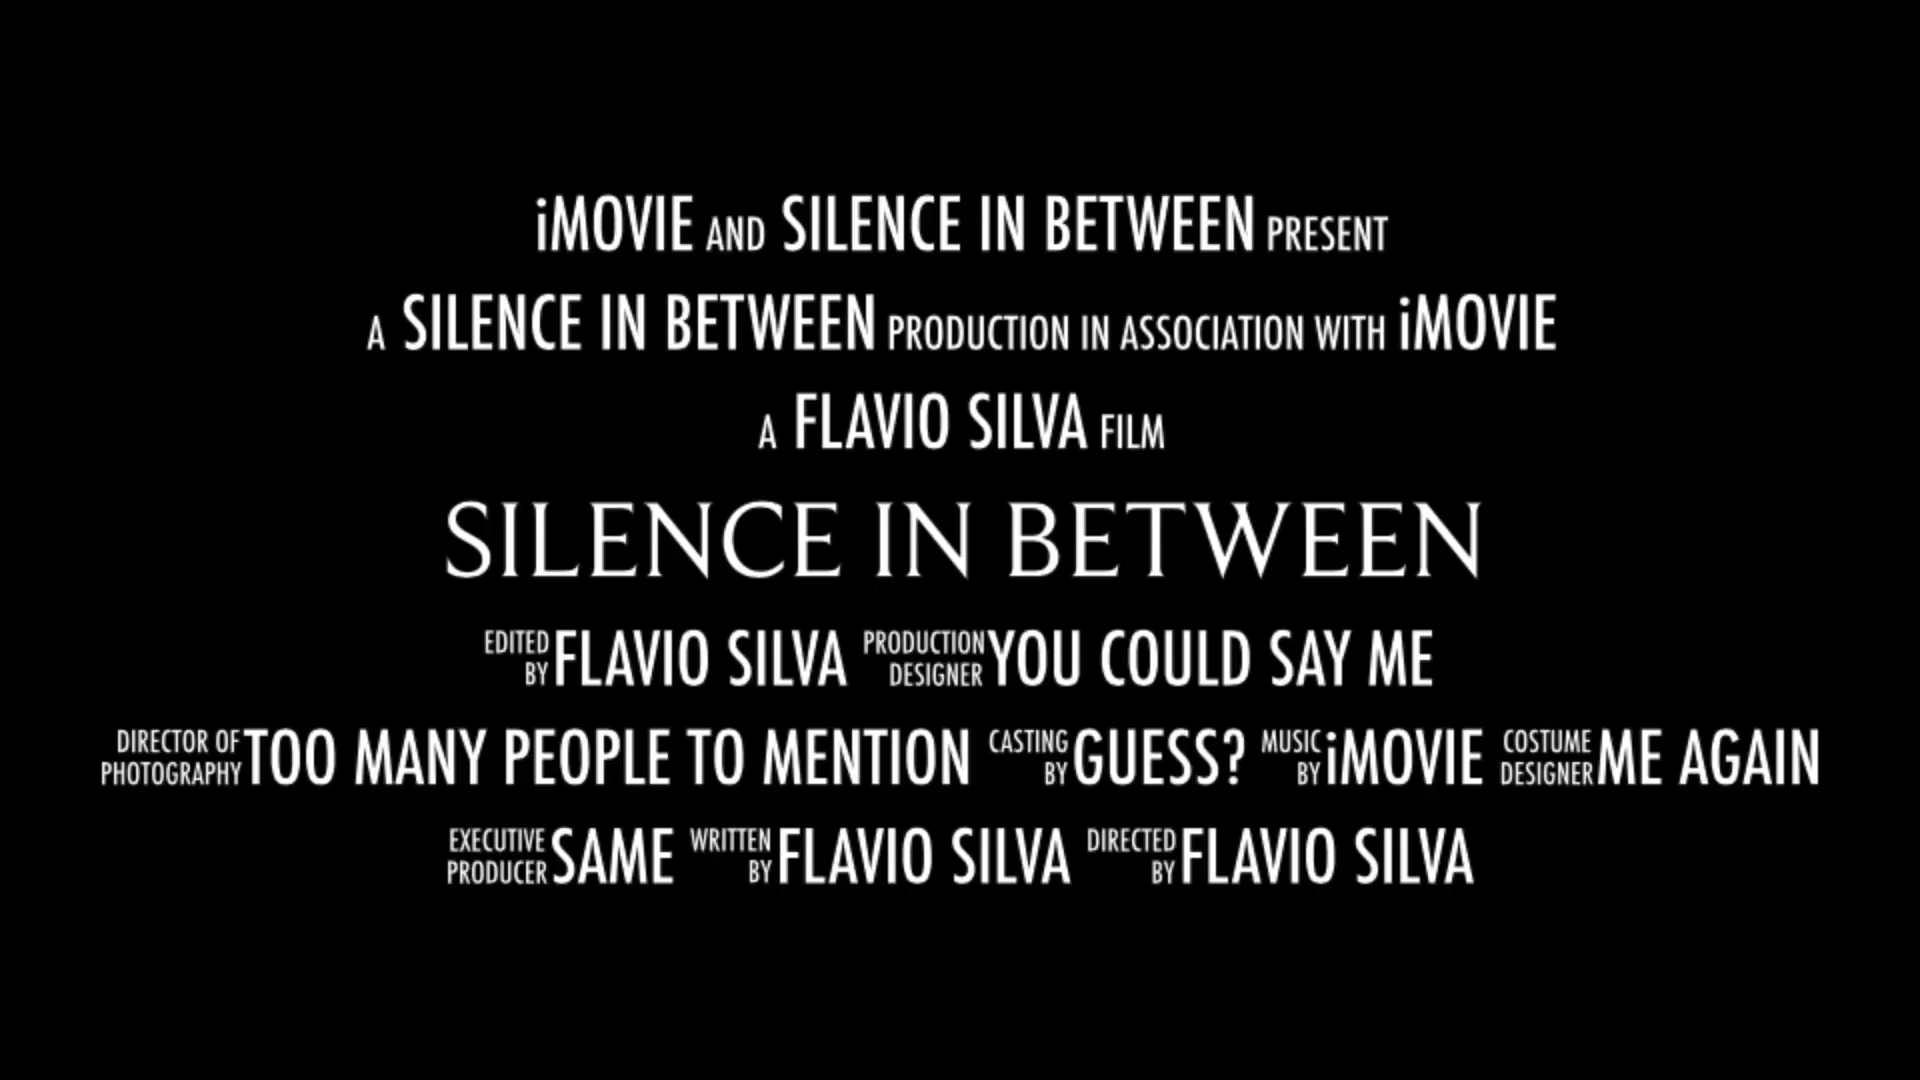 iMOVIE AND SILENCE IN BETWEEN PRESENT
A SILENCE IN BETWEEN PRODUCTION IN ASSOCIATION WITH iMOVIE
A FLAVIO SILVA FILM
SILENCE IN BETWEEN
EDITED BY FLAVIO SILVA PRODUCTION DESIGNER YOU COULD SAY ME
DIRECTOR OF PHOTOGRAPHY TOO MANY PEOPLE TO MENTION CASTING BY GUESS? MUSIC BY iMOVIE COSTUME DESIGNER ME AGAIN
EXECUTIVE PRODUCER SAME WRITTEN BY FLAVIO SILVA DIRECTED BY FLAVIO SILVA